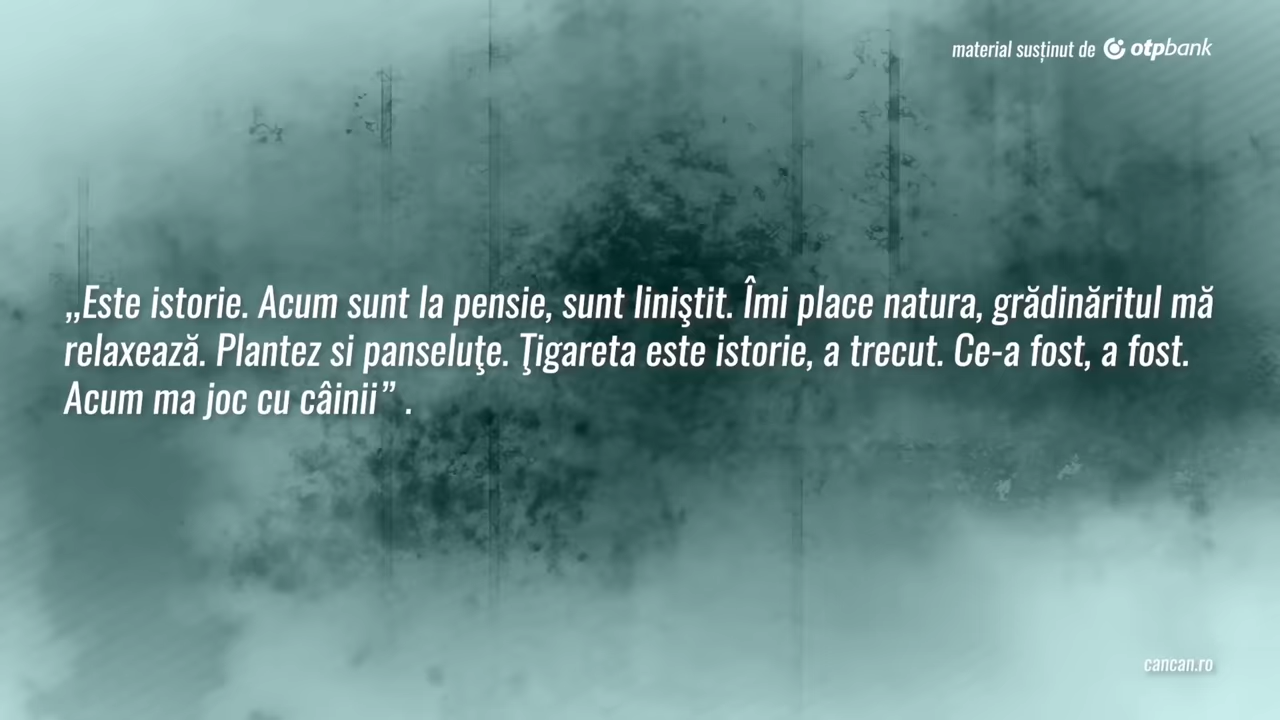 material susținut de otpbank
„Este istorie. Acum sunt la pensie, sunt liniştit. Îmi place natura, grădinăritul mă
relaxează. Plantez si panseluţe. Ţigareta este istorie, a trecut. Ce-a fost, a fost.
Acum ma joc cu câinii” .
cancan.ro